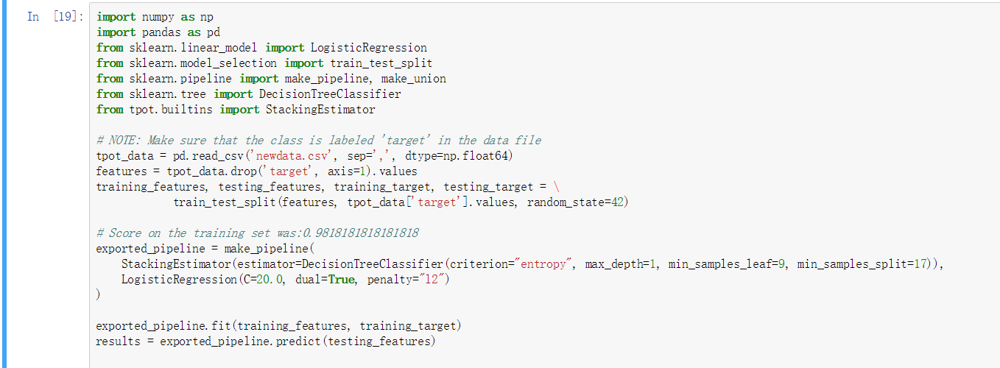 In [19]:
import numpy as np
import pandas as pd
from sklearn.linear_model import LogisticRegression
from sklearn.model_selection import train_test_split
from sklearn.pipeline import make_pipeline, make_union
from sklearn.tree import DecisionTreeClassifier
from tpot.builtins import StackingEstimator

# NOTE: Make sure that the class is labeled 'target' in the data file
tpot_data = pd.read_csv('newdata.csv', sep=',', dtype=np.float64)
features = tpot_data.drop('target', axis=1).values
training_features, testing_features, training_target, testing_target = \
            train_test_split(features, tpot_data['target'].values, random_state=42)

# Score on the training set was:0.9818181818181818
exported_pipeline = make_pipeline(
    StackingEstimator(estimator=DecisionTreeClassifier(criterion="entropy", max_depth=1, min_samples_leaf=9, min_samples_split=17)),
    LogisticRegression(C=20.0, dual=True, penalty="l2")
)

exported_pipeline.fit(training_features, training_target)
results = exported_pipeline.predict(testing_features)